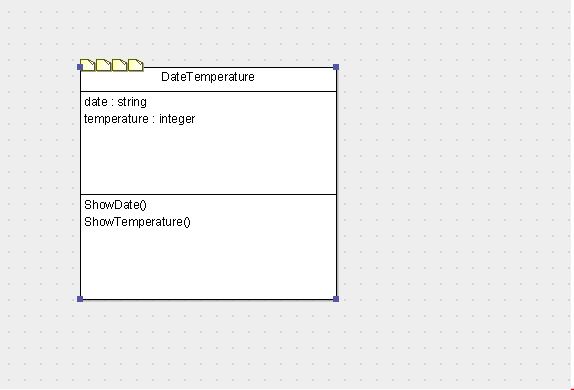 DateTemperature
date : string
temperature : integer
ShowDate()
ShowTemperature()